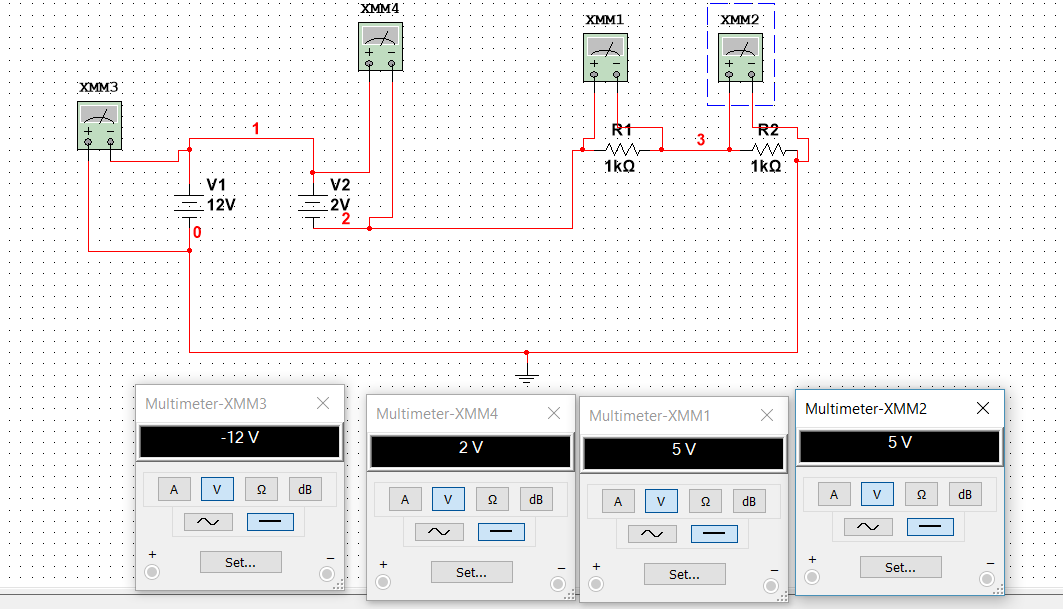 XMM4
XMM1
XMM2
XMM3
+ −
+ −
+ −
+ −
1
R1
1kΩ
3
R2
1kΩ
V1
12V
V2
2V
2
0
Multimeter-XMM3
-12 V
A V Ω dB
+ −
Set...
Multimeter-XMM4
2 V
A V Ω dB
+ −
Set...
Multimeter-XMM1
5 V
A V Ω dB
+ −
Set...
Multimeter-XMM2
5 V
A V Ω dB
+ −
Set...